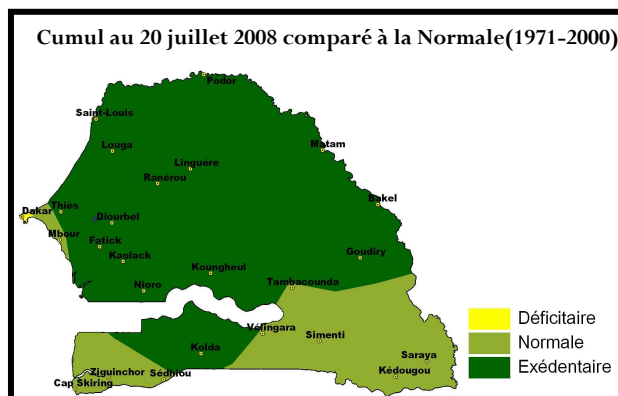 Cumul au 20 juillet 2008 comparé à la Normale(1971-2000)
Podor
Saint-Louis
Louga
Matam
Linguére
Ranérou
Bakel
Dakar
Thiès
Diourbel
Mbour
Fatick
Goudiry
Kaolack
Koungheul
Nioro
Tambacounda
Vélingara
Simenti
Kolda
Saraya
Ziguinchor
Sédhiou
Kédougou
Cap Skiring
Déficitaire
Normale
Exédentaire